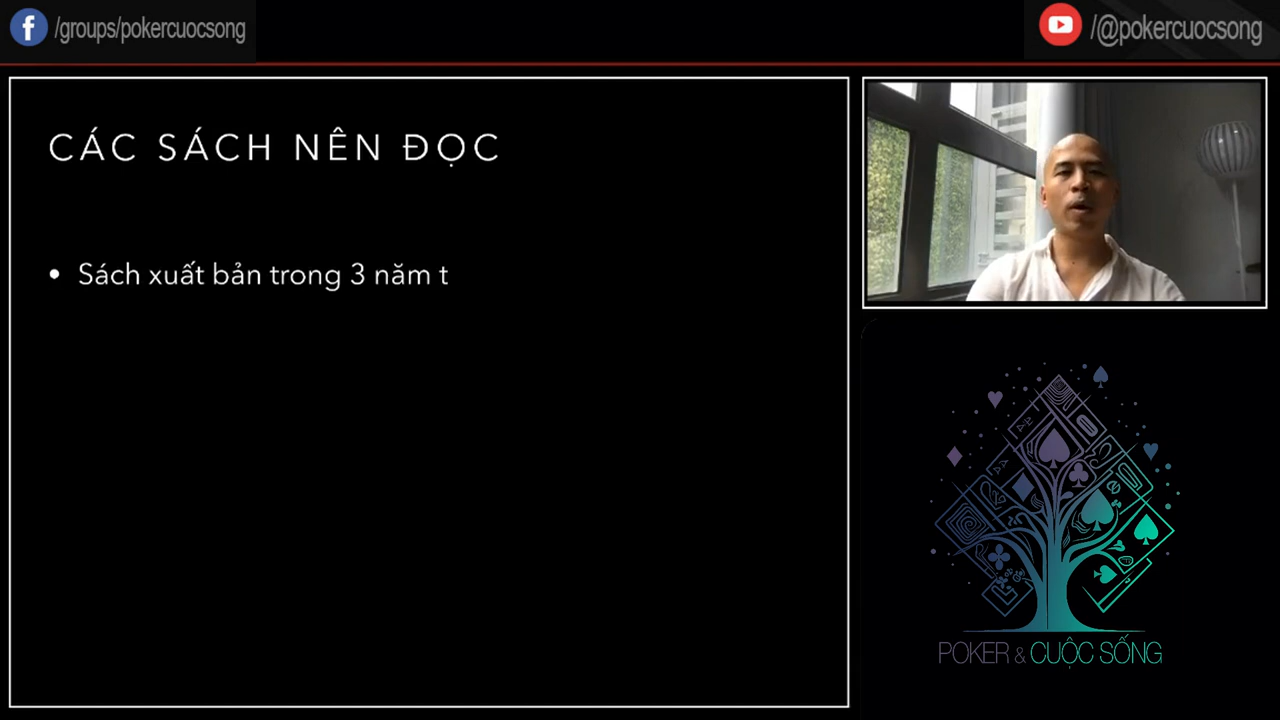 /groups/pokercuocsong
/@pokercuocsong
CÁC SÁCH NÊN ĐỌC
• Sách xuất bản trong 3 năm t
POKER & CUỘC SỐNG